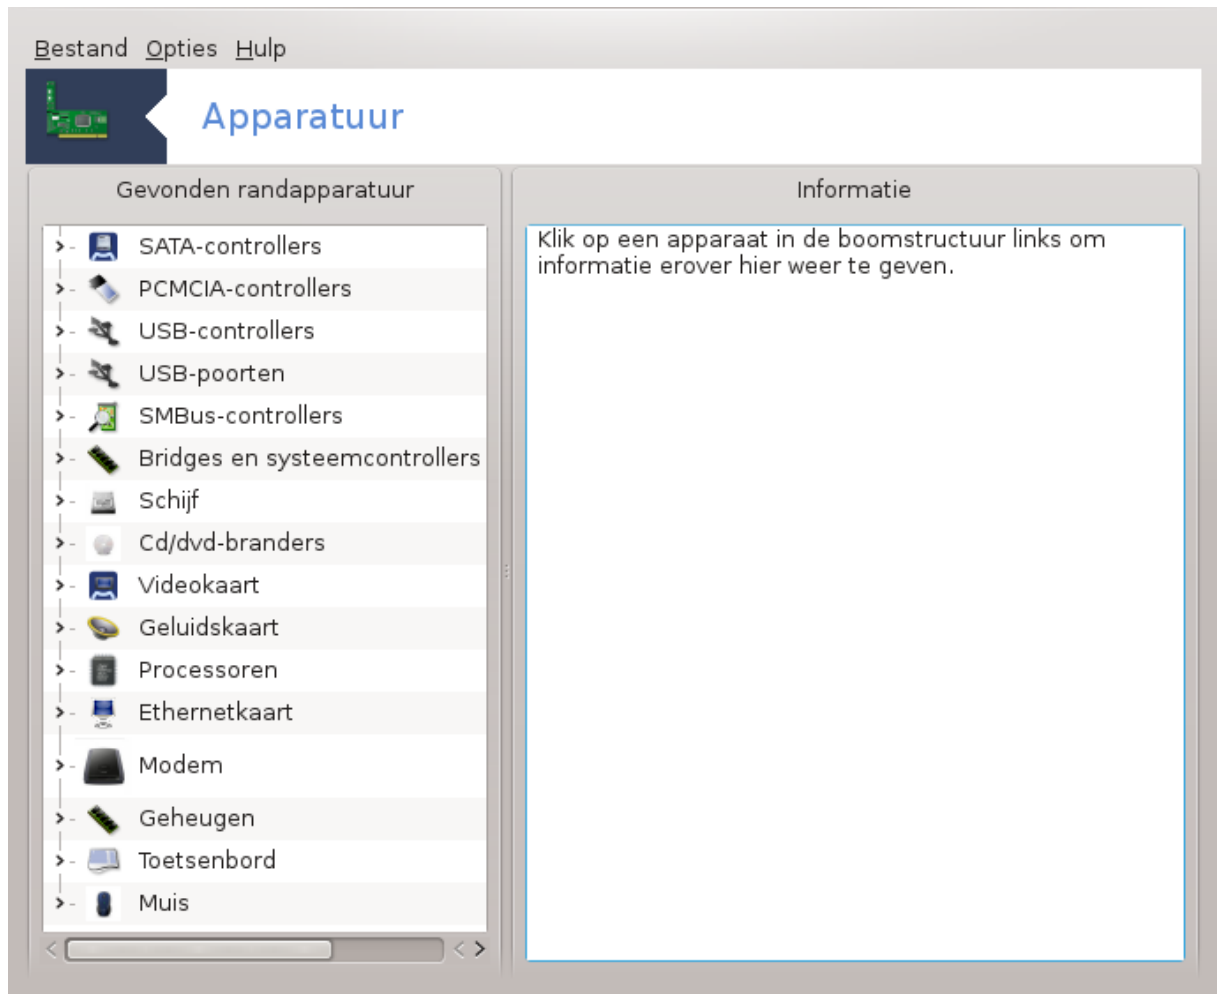 Bestand Opties Hulp
Apparatuur
Gevonden randapparatuur
SATA-controllers
PCMCIA-controllers
USB-controllers
USB-poorten
SMBus-controllers
Bridges en systeemcontrollers
Schijf
Cd/dvd-branders
Videokaart
Geluidskaart
Processoren
Ethernetkaart
Modem
Geheugen
Toetsenbord
Muis
Informatie
Klik op een apparaat in de boomstructuur links om
informatie erover hier weer te geven.